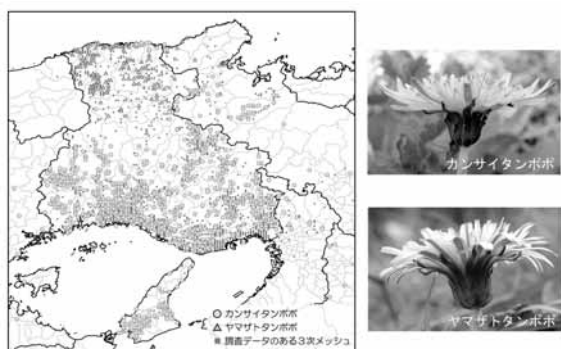 ○ カンサイタンポポ
△ ヤマザトタンポポ
※ 調査データのある3次メッシュ
カンサイタンポポ
ヤマザトタンポポ